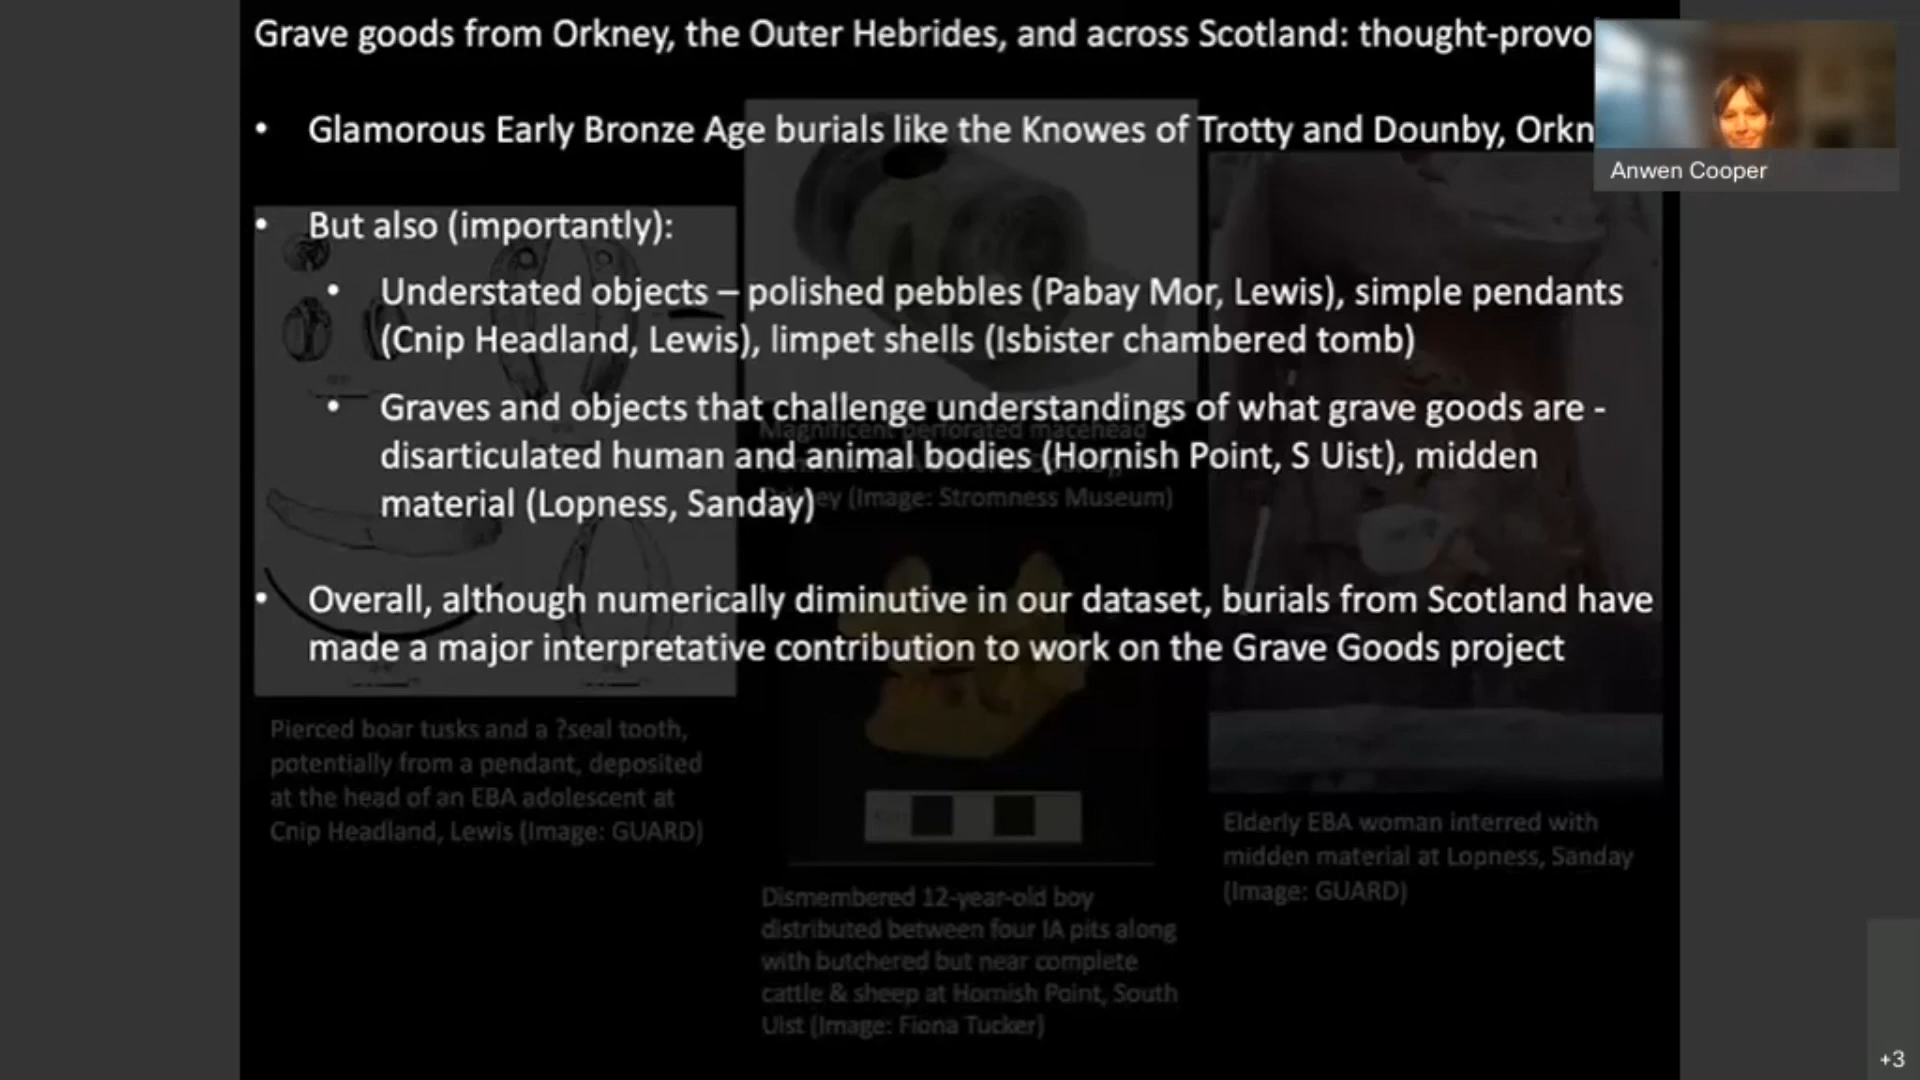 Grave goods from Orkney, the Outer Hebrides, and across Scotland: thought-provo
• Glamorous Early Bronze Age burials like the Knowes of Trotty and Dounby, Orkn
Anwen Cooper
• But also (importantly):
• Understated objects – polished pebbles (Pabay Mor, Lewis), simple pendants
(Cnip Headland, Lewis), limpet shells (Isbister chambered tomb)
• Graves and objects that challenge understandings of what grave goods are -
disarticulated human and animal bodies (Hornish Point, S Uist), midden
material (Lopness, Sanday)
• Overall, although numerically diminutive in our dataset, burials from Scotland have
made a major interpretative contribution to work on the Grave Goods project
Magnificent perforated macehead
(Image: Stromness Museum)
Pierced boar tusks and a ?seal tooth,
potentially from a pendant, deposited
at the head of an EBA adolescent at
Cnip Headland, Lewis (Image: GUARD)
Dismembered 12-year-old boy
distributed between four IA pits along
with butchered but near complete
cattle & sheep at Hornish Point, South
Uist (Image: Fiona Tucker)
Elderly EBA woman interred with
midden material at Lopness, Sanday
(Image: GUARD)
+3